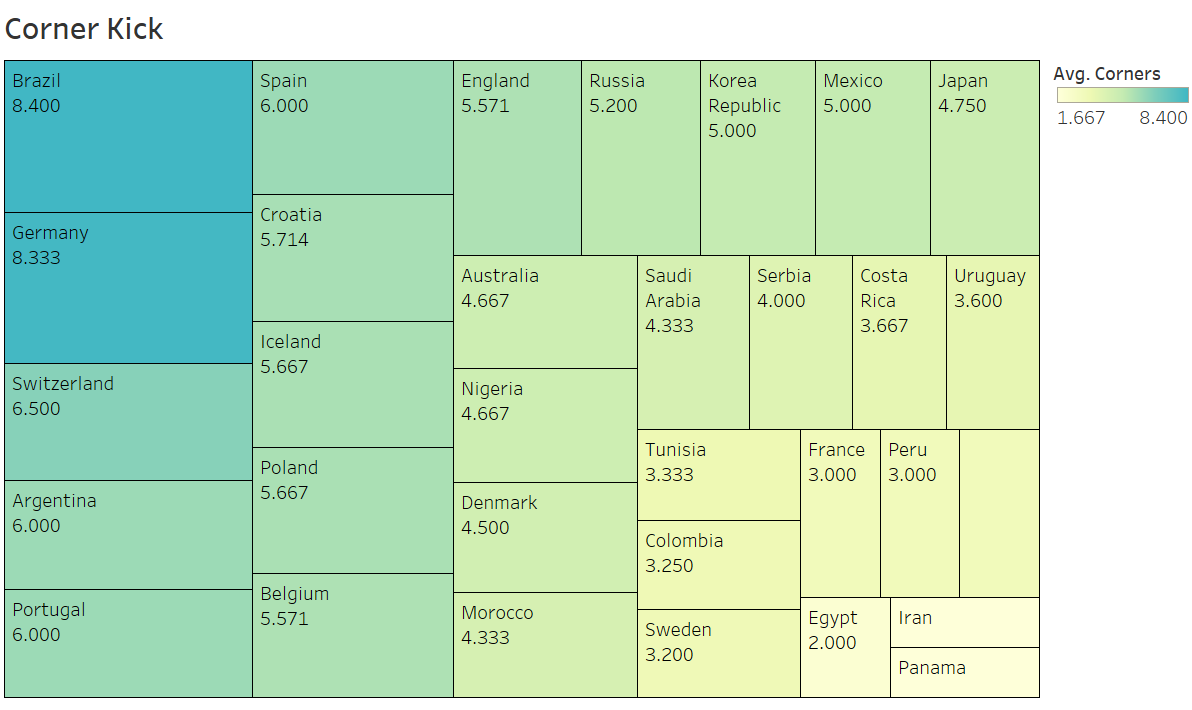 Corner Kick
Brazil
8.400
Germany
8.333
Switzerland
6.500
Argentina
6.000
Portugal
6.000
Spain
6.000
Croatia
5.714
Iceland
5.667
Poland
5.667
Belgium
5.571
England
5.571
Russia
5.200
Korea
Republic
5.000
Mexico
5.000
Japan
4.750
Australia
4.667
Nigeria
4.667
Denmark
4.500
Morocco
4.333
Saudi
Arabia
4.333
Serbia
4.000
Costa
Rica
3.667
Uruguay
3.600
Tunisia
3.333
Colombia
3.250
Sweden
3.200
France
3.000
Peru
3.000
Egypt
2.000
Iran
Panama
Avg. Corners
1.667 8.400